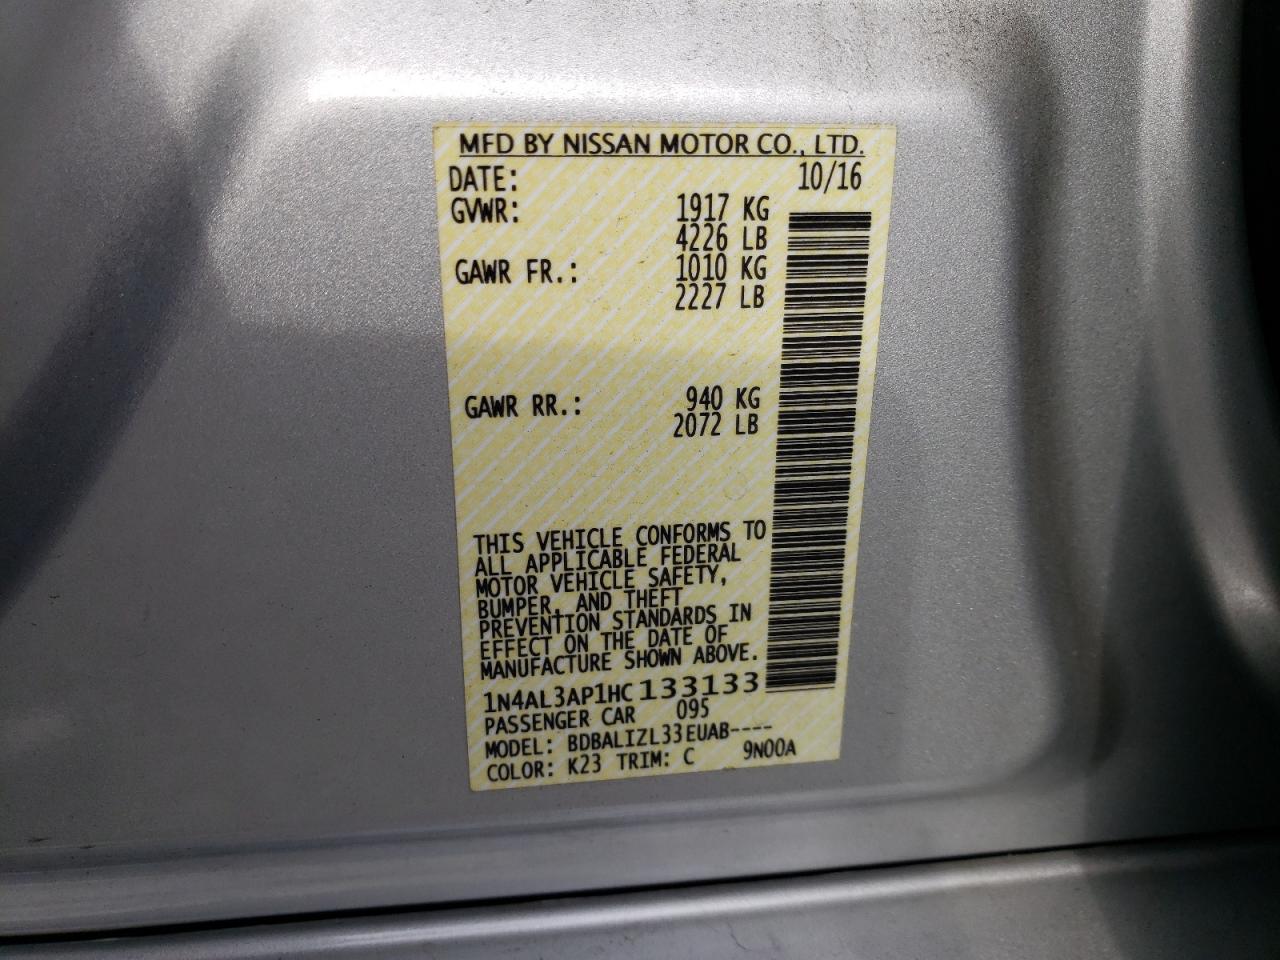 MFD BY NISSAN MOTOR CO., LTD.
DATE: 10/16
GVWR: 1917 KG
4226 LB
GAWR FR.: 1010 KG
2227 LB
GAWR RR.: 940 KG
2072 LB
THIS VEHICLE CONFORMS TO
ALL APPLICABLE FEDERAL
MOTOR VEHICLE SAFETY,
BUMPER, AND THEFT
PREVENTION STANDARDS IN
EFFECT ON THE DATE OF
MANUFACTURE SHOWN ABOVE.
1N4AL3AP1HC133133
PASSENGER CAR 095
MODEL: BDBALIZL33EUAB----
COLOR: K23 TRIM: C 9N00A